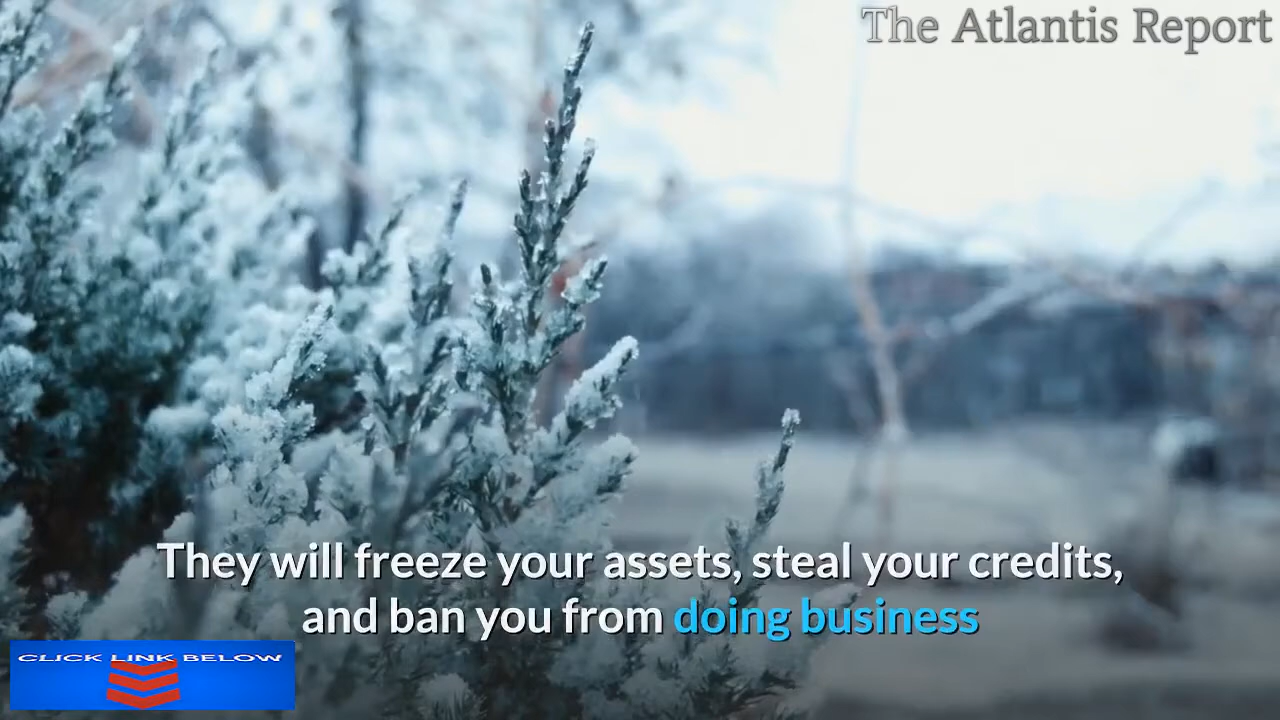 The Atlantis Report
They will freeze your assets, steal your credits,
and ban you from doing business
CLICK LINK BELOW